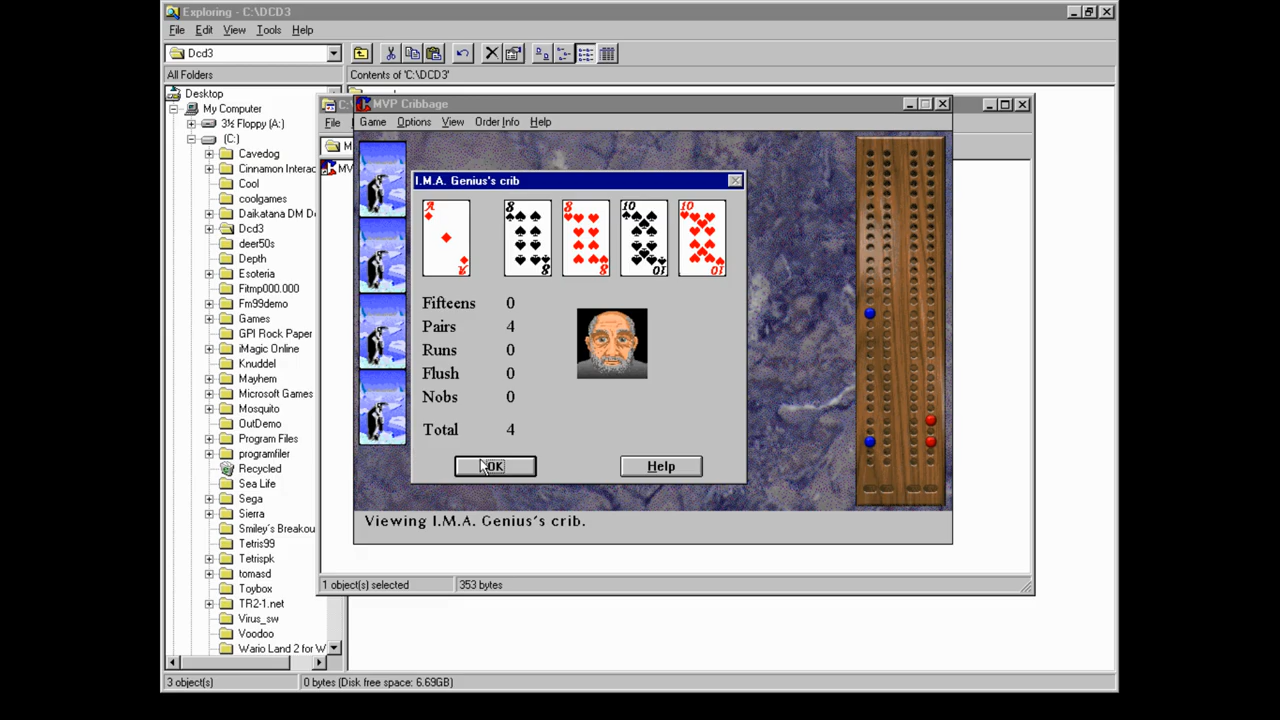 Exploring - C:\DCD3
File Edit View Tools Help
Dcd3
All Folders
Contents of 'C:\DCD3'
Desktop
My Computer
3½ Floppy (A:)
(C:)
Cavedog
Cinnamon Interac
Cool
coolgames
Daikatana DM D
Dcd3
deer50s
Depth
Esoteria
Fitmp000.000
Fm99demo
Games
GPI Rock Paper
iMagic Online
Knuddel
Mayhem
Microsoft Games
Mosquito
OutDemo
Program Files
programfiler
Recycled
Sea Life
Sega
Sierra
Smiley's Breakou
Tetris99
Tetrispk
tomasd
Toybox
TR2-1.net
Virus_sw
Voodoo
Wario Land 2 for W
3 object(s)
0 bytes (Disk free space: 6.69GB)
C:\
File
M
MV
1 object(s) selected
353 bytes
MVP Cribbage
Game Options View Order Info Help
I.M.A. Genius's crib
A 8 8 10 10
A 8 8 10 10
Fifteens 0
Pairs 4
Runs 0
Flush 0
Nobs 0
Total 4
OK
Help
Viewing I.M.A. Genius's crib.